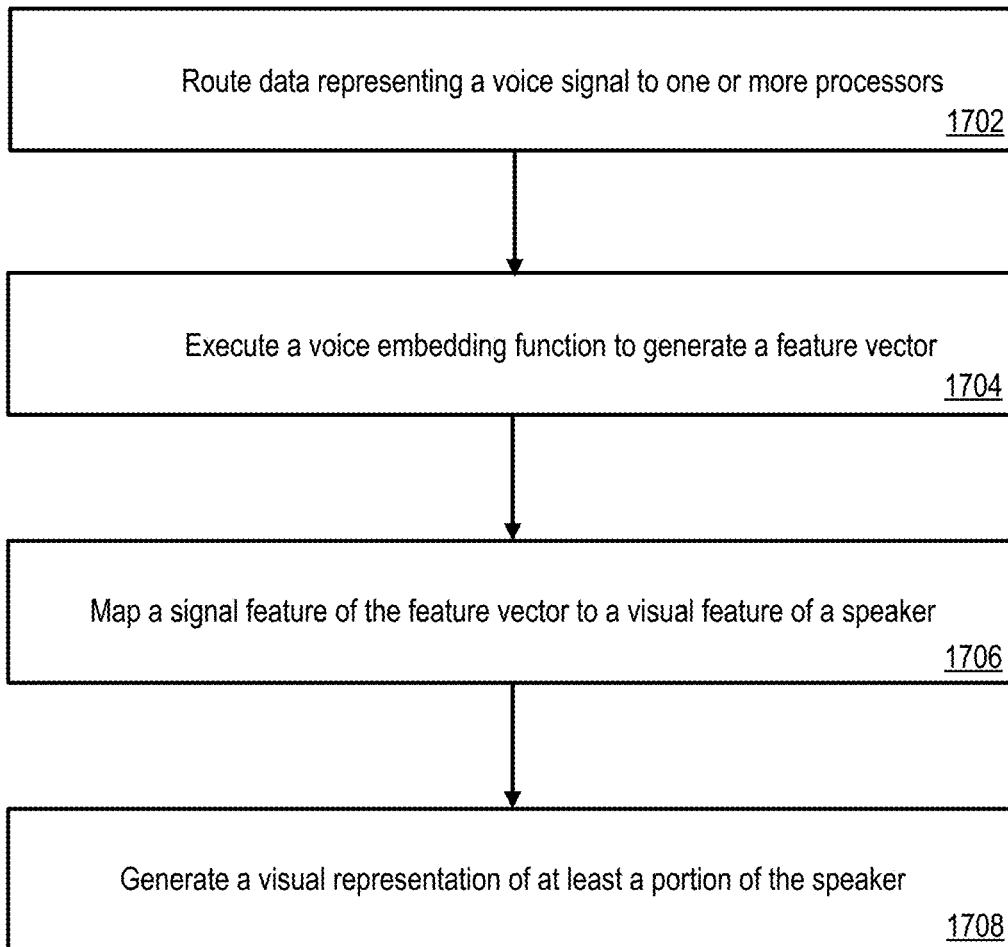 Route data representing a voice signal to one or more processors
1702
Execute a voice embedding function to generate a feature vector
1704
Map a signal feature of the feature vector to a visual feature of a speaker
1706
Generate a visual representation of at least a portion of the speaker
1708